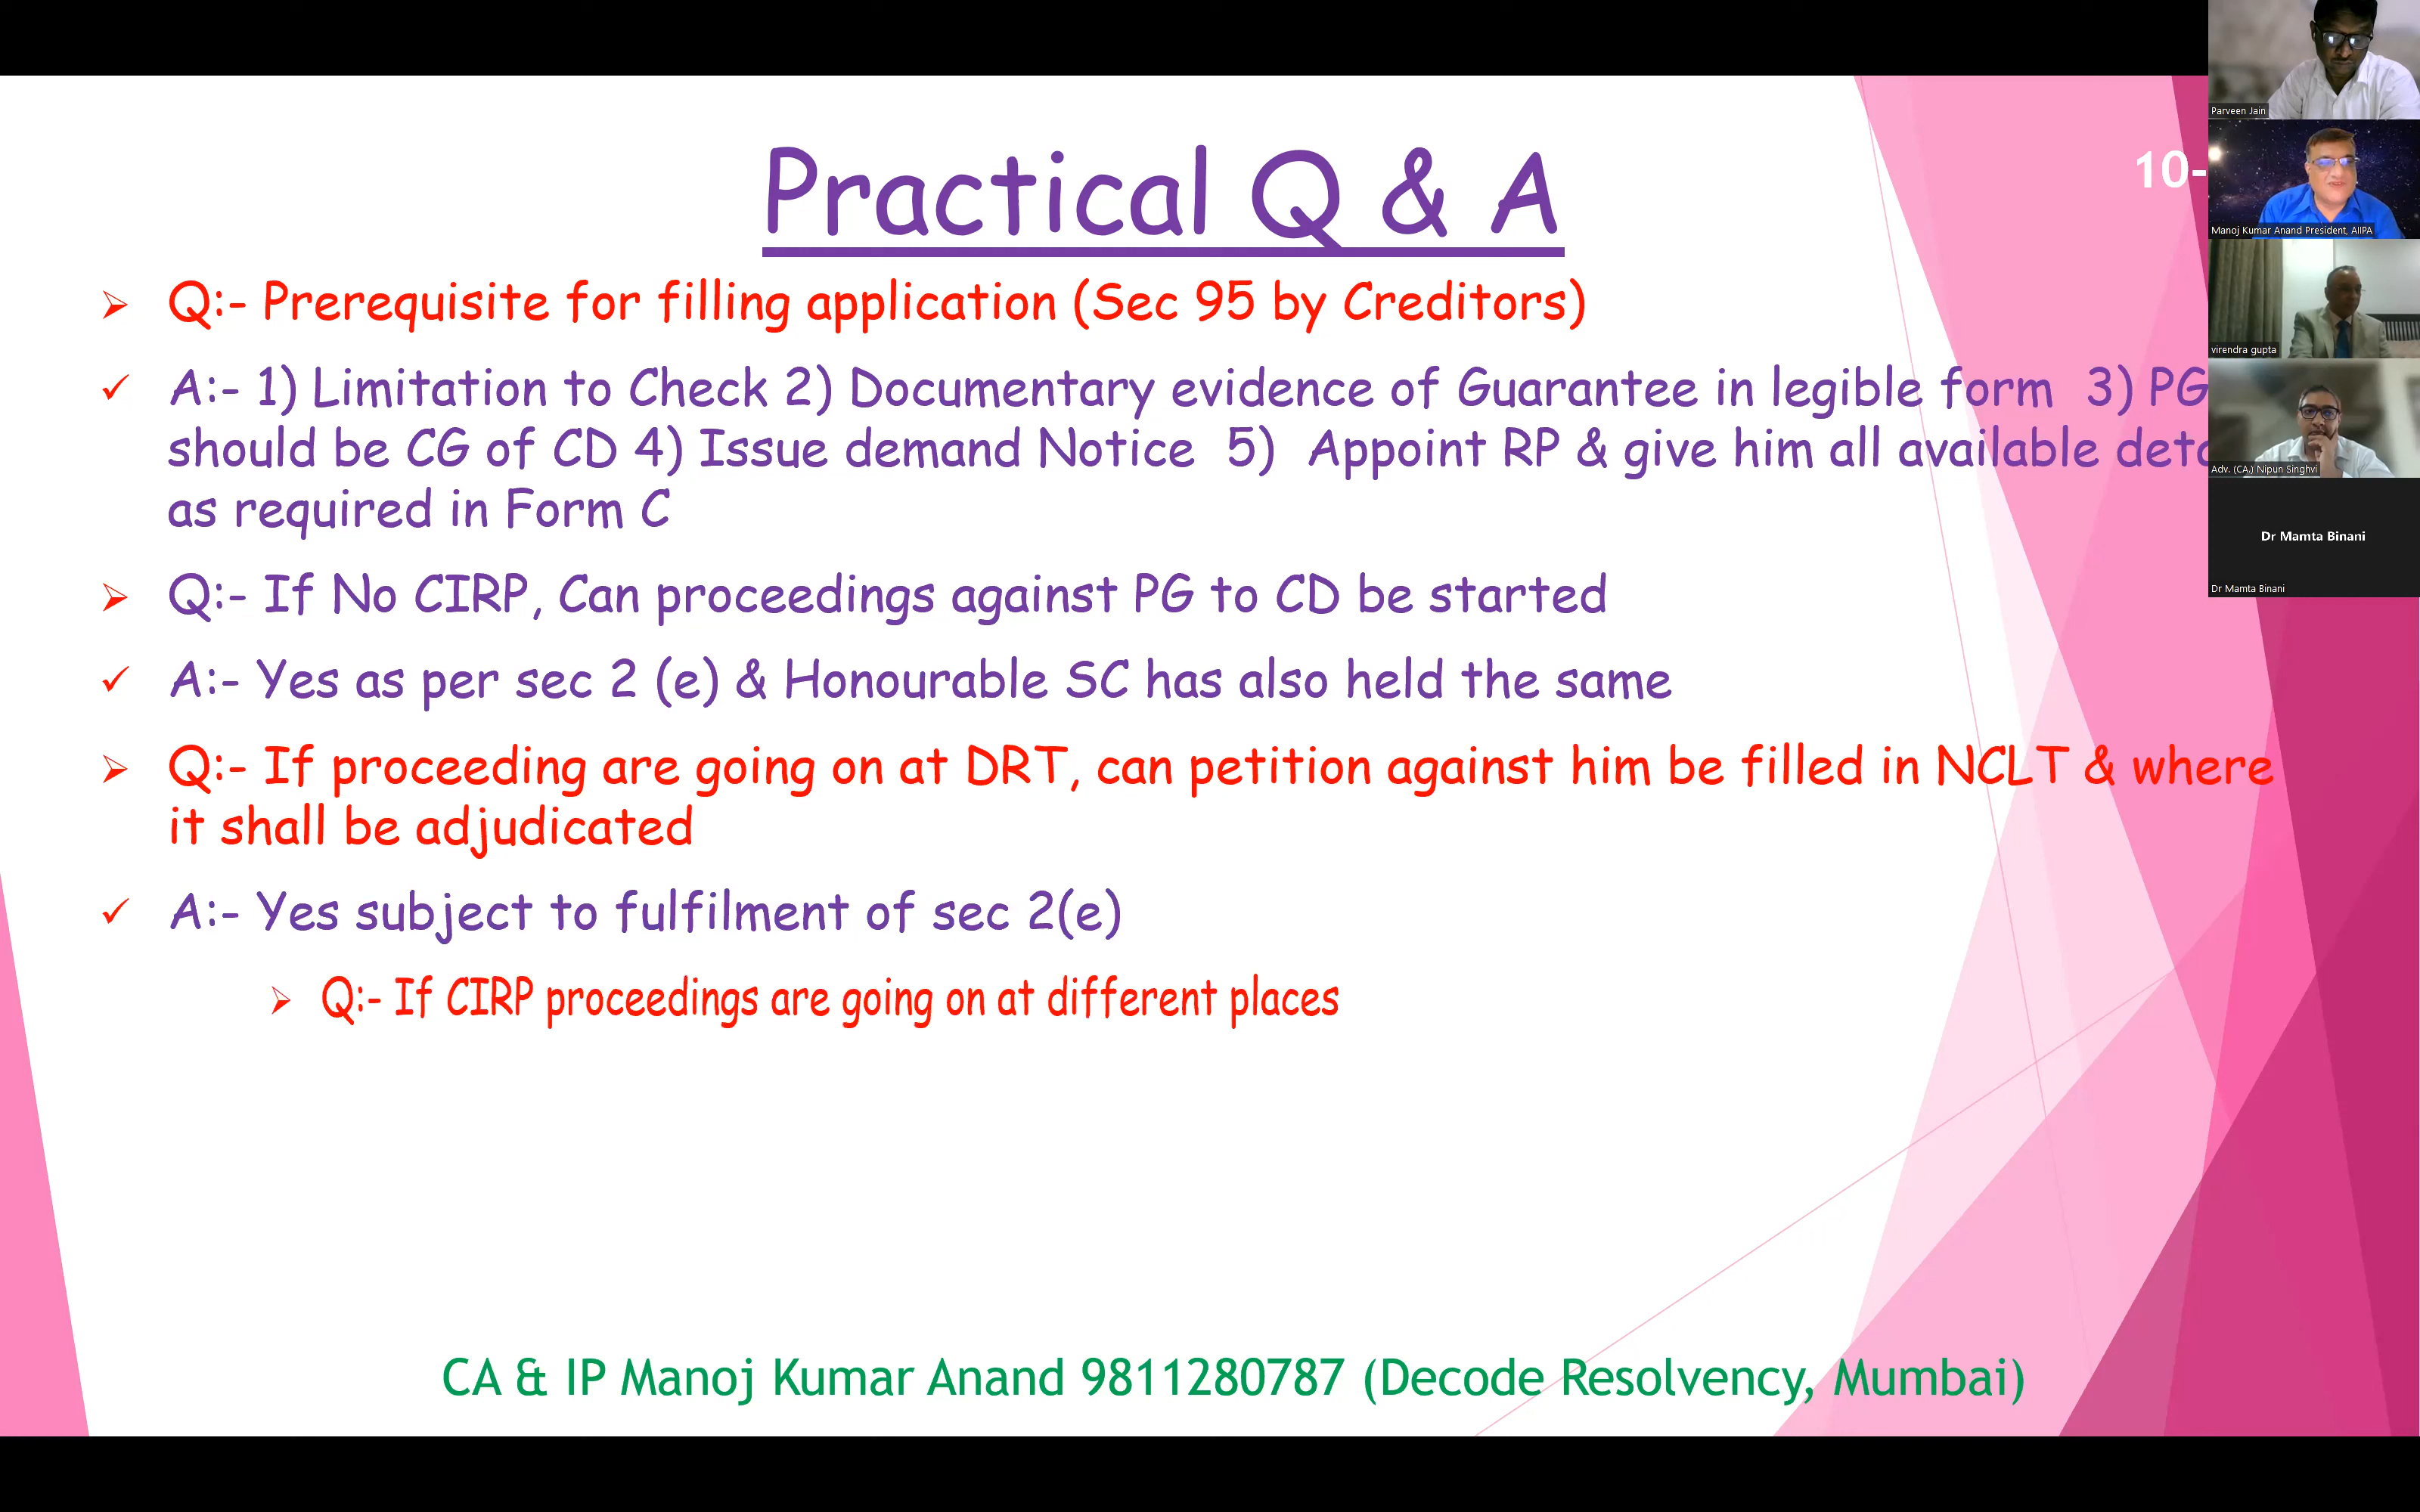 Practical Q & A
10-
➢ Q:- Prerequisite for filling application (Sec 95 by Creditors)
✓ A:- 1) Limitation to Check 2) Documentary evidence of Guarantee in legible form 3) PG
should be CG of CD 4) Issue demand Notice 5) Appoint RP & give him all available
as required in Form C
➢ Q:- If No CIRP, Can proceedings against PG to CD be started
✓ A:- Yes as per sec 2 (e) & Honourable SC has also held the same
➢ Q:- If proceeding are going on at DRT, can petition against him be filled in NCLT & where
it shall be adjudicated
✓ A:- Yes subject to fulfilment of sec 2(e)
➢ Q:- If CIRP proceedings are going on at different places
CA & IP Manoj Kumar Anand 9811280787 (Decode Resolvency, Mumbai)
Parveen Jain
Manoj Kumar Anand President, AIIPA
virendra gupta
Adv. (CA.) Nipun Singhvi
Dr Mamta Binani
Dr Mamta Binani